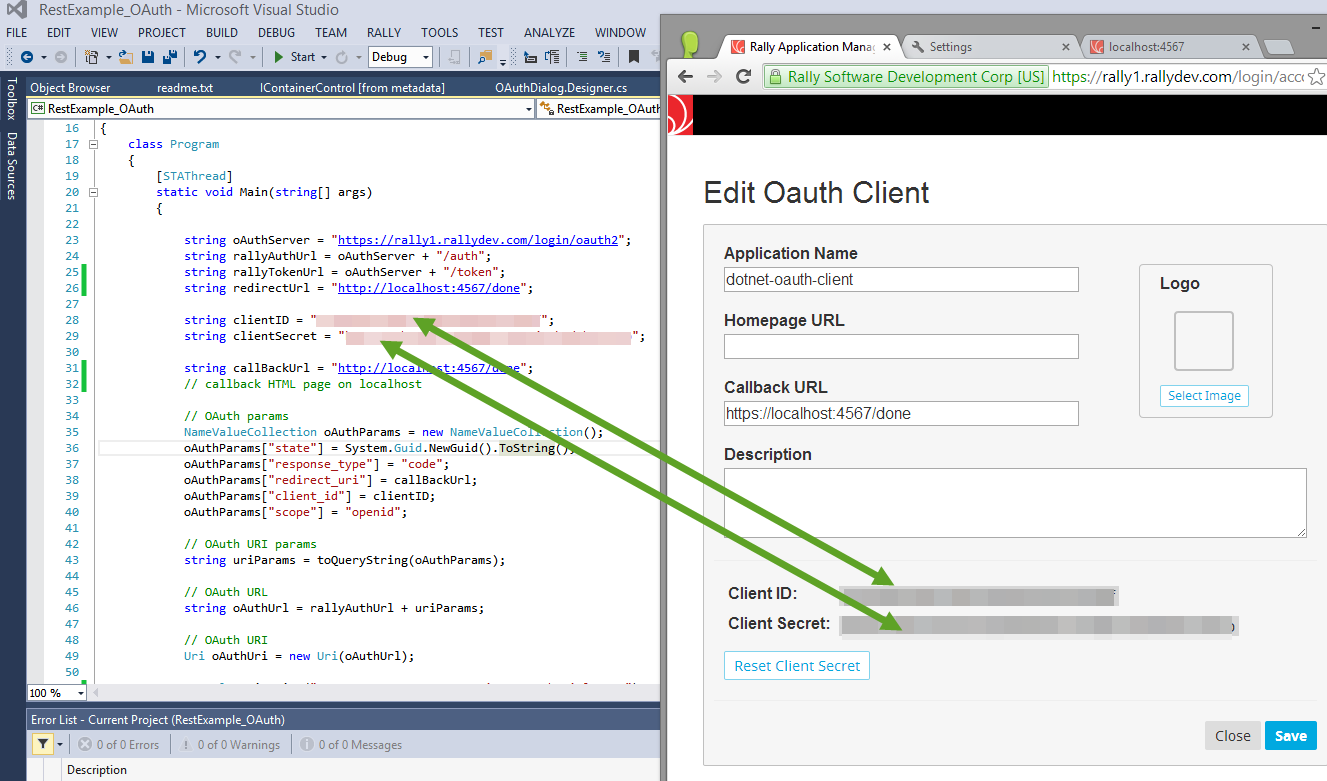 RestExample_OAuth - Microsoft Visual Studio
FILE EDIT VIEW PROJECT BUILD DEBUG TEAM RALLY TOOLS TEST ANALYZE WINDOW
Start Debug
Toolbox
Data Sources
Object Browser readme.txt IContainerControl [from metadata] OAuthDialog.Designer.cs
C# RestExample_OAuth RestExample_OAuth
16 {
17 class Program
18 {
19 [STAThread]
20 static void Main(string[] args)
21 {
22
23 string oAuthServer = "https://rally1.rallydev.com/login/oauth2";
24 string rallyAuthUrl = oAuthServer + "/auth";
25 string rallyTokenUrl = oAuthServer + "/token";
26 string redirectUrl = "http://localhost:4567/done";
27
28 string clientID = "";
29 string clientSecret = "";
30
31 string callBackUrl = "http://localhost:4567/done";
32 // callback HTML page on localhost
33
34 // OAuth params
35 NameValueCollection oAuthParams = new NameValueCollection();
36 oAuthParams["state"] = System.Guid.NewGuid().ToString();
37 oAuthParams["response_type"] = "code";
38 oAuthParams["redirect_uri"] = callBackUrl;
39 oAuthParams["client_id"] = clientID;
40 oAuthParams["scope"] = "openid";
41
42 // OAuth URI params
43 string uriParams = toQueryString(oAuthParams);
44
45 // OAuth URL
46 string oAuthUrl = rallyAuthUrl + uriParams;
47
48 // OAuth URI
49 Uri oAuthUri = new Uri(oAuthUrl);
50
100 %
Error List - Current Project (RestExample_OAuth)
0 of 0 Errors 0 of 0 Warnings 0 of 0 Messages
Description
Rally Application Mana Settings localhost:4567
Rally Software Development Corp [US] https://rally1.rallydev.com/login/acco
Edit Oauth Client
Application Name
dotnet-oauth-client
Logo
Homepage URL
Callback URL
Select Image
https://localhost:4567/done
Description
Client ID:
Client Secret:
Reset Client Secret
Close Save